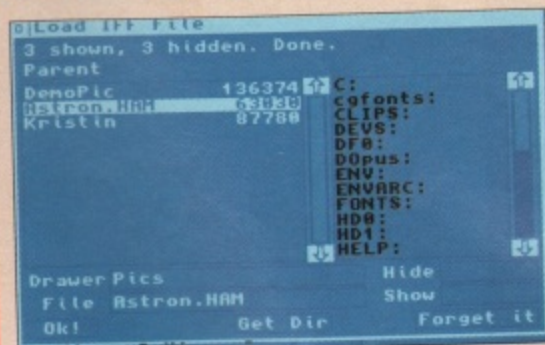 Load IFF File
3 shown, 3 hidden. Done.
Parent
DemoPic 136374
Astron.HAM 63030
Kristin 87780
C:
cgfonts:
CLIPS:
DEVS:
DF0:
DOpus:
ENV:
ENVARC:
FONTS:
HD0:
HD1:
HELP:
Drawer Pics
File Astron.HAM
Hide
Show
Ok! Get Dir Forget it